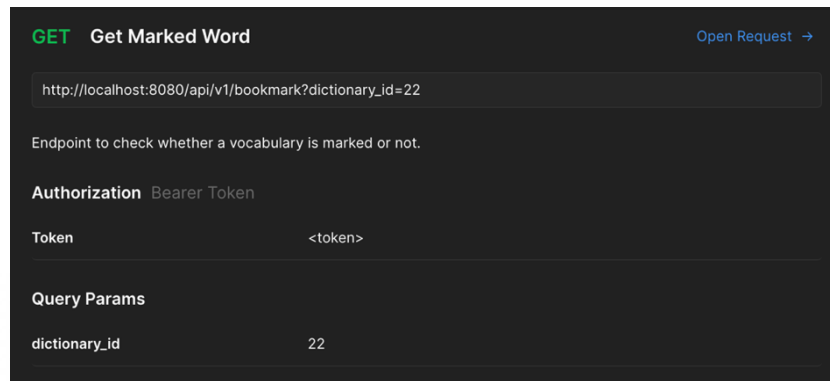 GET Get Marked Word Open Request →
http://localhost:8080/api/v1/bookmark?dictionary_id=22
Endpoint to check whether a vocabulary is marked or not.
Authorization Bearer Token
Token <token>
Query Params
dictionary_id 22